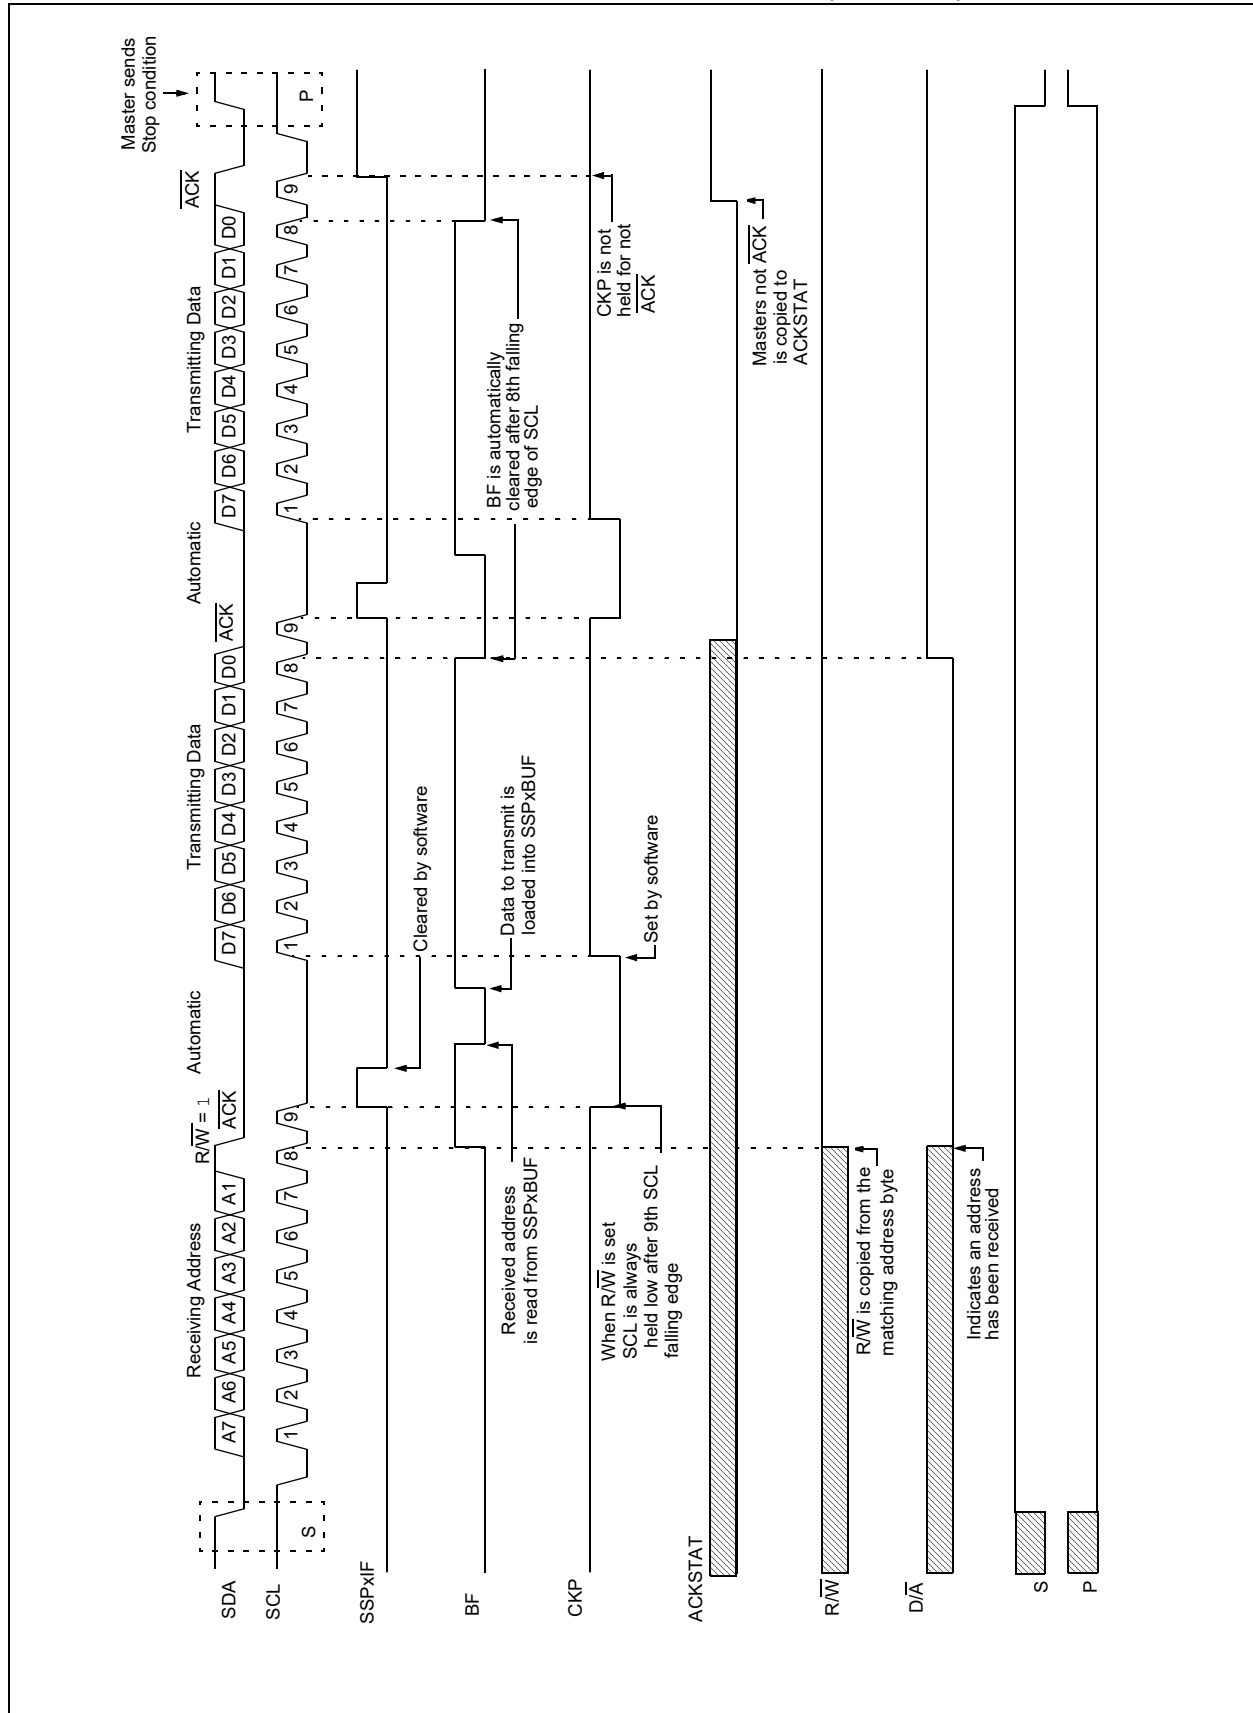 Master sends
Stop condition
Receiving Address
R/W = 1
ACK
Automatic
Transmitting Data
ACK
Automatic
Transmitting Data
ACK
SDA
A7 A6 A5 A4 A3 A2 A1
D7 D6 D5 D4 D3 D2 D1 D0
D7 D6 D5 D4 D3 D2 D1 D0
SCL
S
1 2 3 4 5 6 7 8 9
1 2 3 4 5 6 7 8 9
1 2 3 4 5 6 7 8 9
P
SSPxIF
Cleared by software
BF
Received address
is read from SSPxBUF
Data to transmit is
loaded into SSPxBUF
BF is automatically
cleared after 8th falling
edge of SCL
CKP
When R/W is set
SCL is always
held low after 9th SCL
falling edge
Set by software
CKP is not
held for not
ACK
ACKSTAT
Masters not ACK
is copied to
ACKSTAT
R/W
R/W is copied from the
matching address byte
D/A
Indicates an address
has been received
S
P